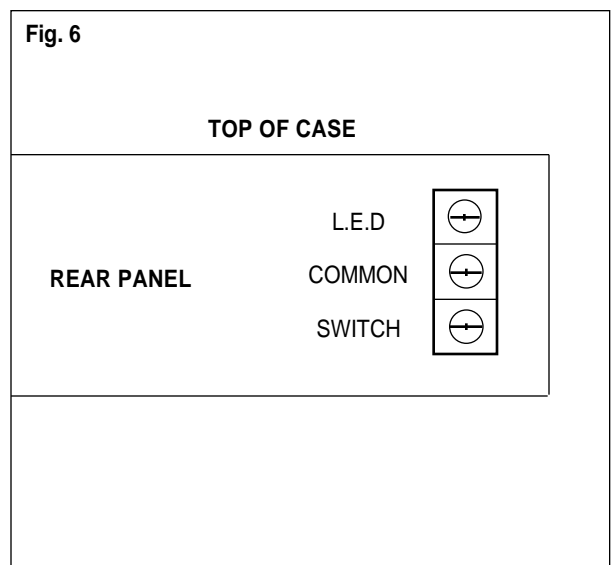 Fig. 6
TOP OF CASE
L.E.D
REAR PANEL
COMMON
SWITCH